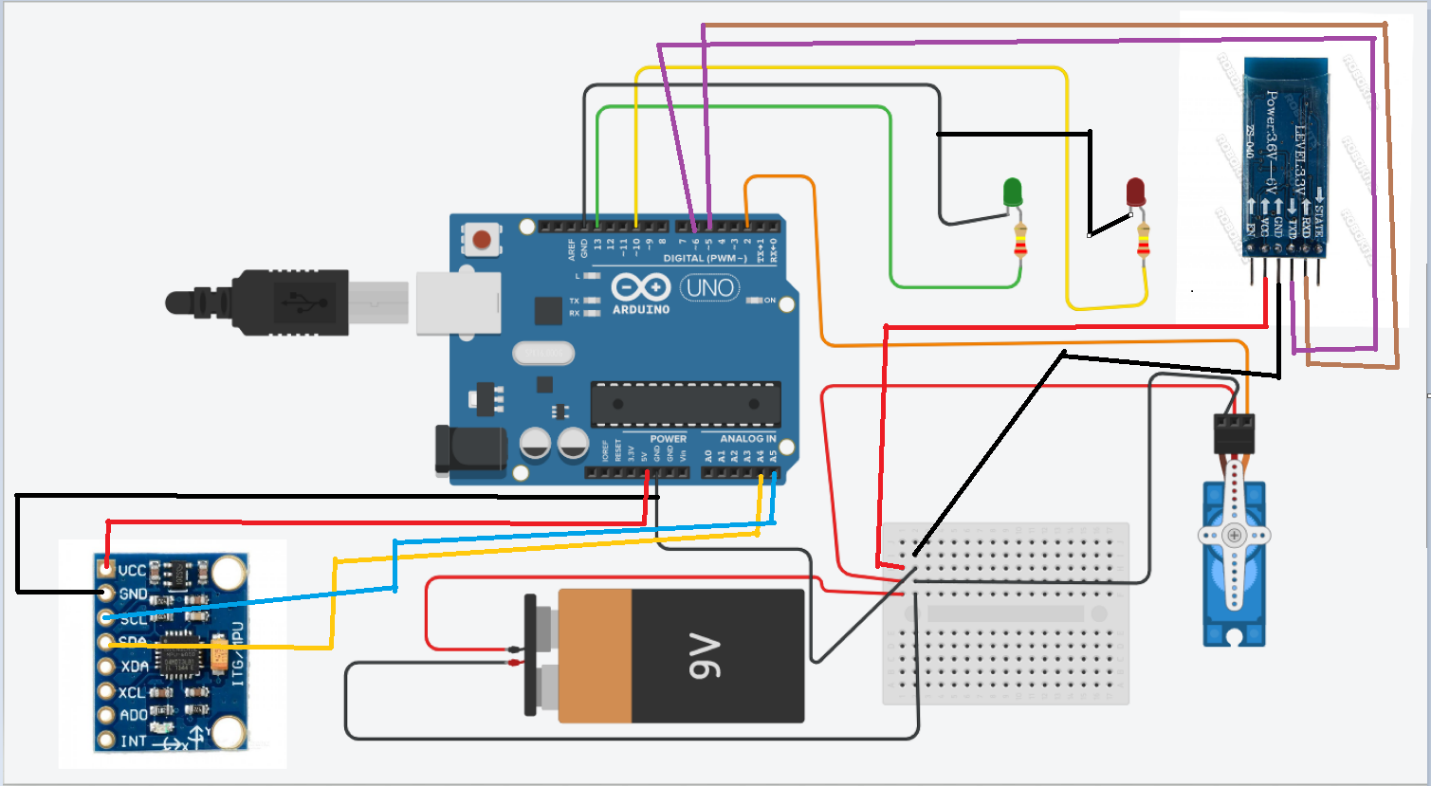 AREF
GND
13
12
~11
~10
~9
8
7
~6
~5
4
~3
2
TX→1
RX←0
DIGITAL (PWM~)
L
TX
RX
UNO
ARDUINO
ON
POWER
ANALOG IN
IOREF
RESET
3.3V
5V
GND
GND
Vin
A0
A1
A2
A3
A4
A5
Power:3.6V—6V
LEVEL:3.3V
ZS-040
EN
VCC
GND
TXD
RXD
STATE
VCC
GND
SCL
SDA
XDA
XCL
ADO
INT
ITG/MPU
X
Y
9V